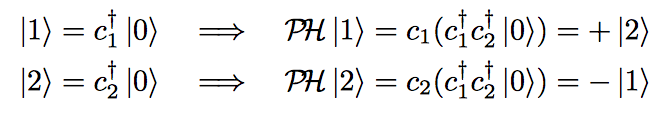 |1⟩ = c₁† |0⟩ ⟹ 𝒫ℋ |1⟩ = c₁(c₁†c₂† |0⟩) = + |2⟩
|2⟩ = c₂† |0⟩ ⟹ 𝒫ℋ |2⟩ = c₂(c₁†c₂† |0⟩) = − |1⟩